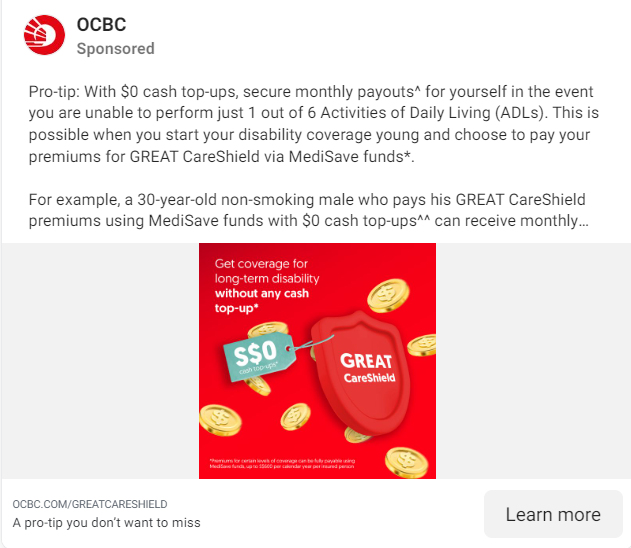 OCBC
Sponsored
Pro-tip: With $0 cash top-ups, secure monthly payouts^ for yourself in the event
you are unable to perform just 1 out of 6 Activities of Daily Living (ADLs). This is
possible when you start your disability coverage young and choose to pay your
premiums for GREAT CareShield via MediSave funds*.
For example, a 30-year-old non-smoking male who pays his GREAT CareShield
premiums using MediSave funds with $0 cash top-ups^^ can receive monthly...
Get coverage for
long-term disability
without any cash
top-up*
S$0
cash top-ups*
GREAT
CareShield
*Premiums for certain levels of coverage can be fully payable using
MediSave funds, up to S$600 per calendar year per insured person
OCBC.COM/GREATCARESHIELD
A pro-tip you don't want to miss
Learn more